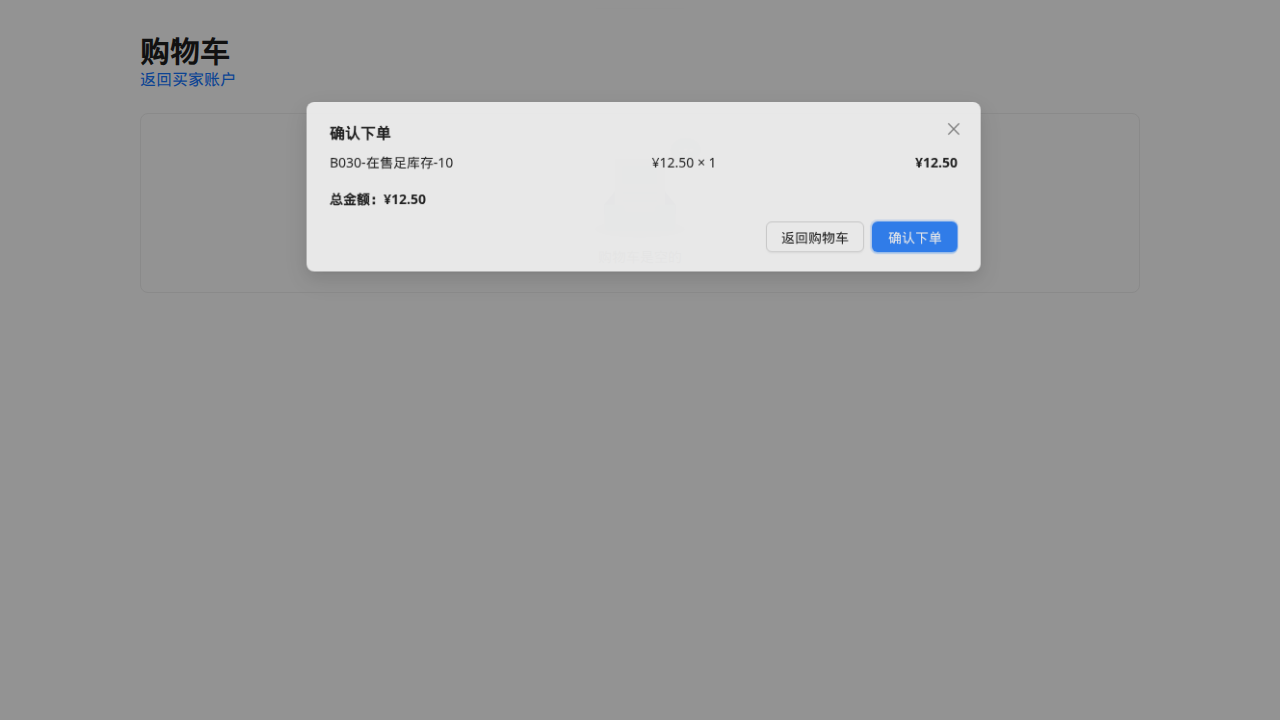 购物车
返回买家账户
确认下单
B030-在售足库存-10 ¥12.50 × 1 ¥12.50
总金额：¥12.50
返回购物车 确认下单